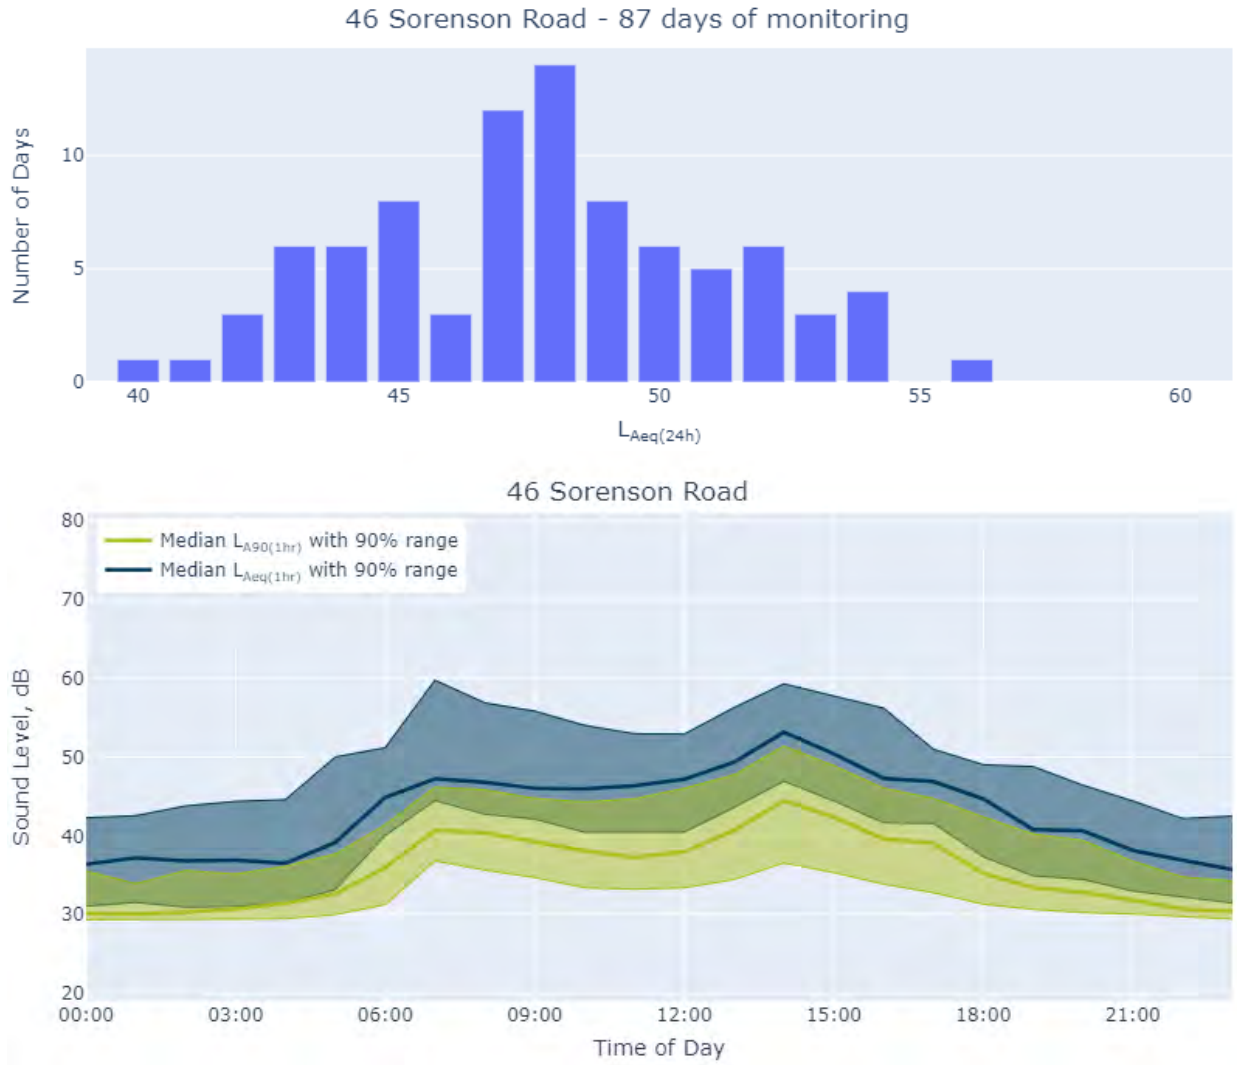 46 Sorenson Road - 87 days of monitoring
Number of Days
10
5
0
40 45 50 55 60
LAeq(24h)
46 Sorenson Road
Median LA90(1hr) with 90% range
Median LAeq(1hr) with 90% range
Sound Level, dB
80
70
60
50
40
30
20
00:00 03:00 06:00 09:00 12:00 15:00 18:00 21:00
Time of Day